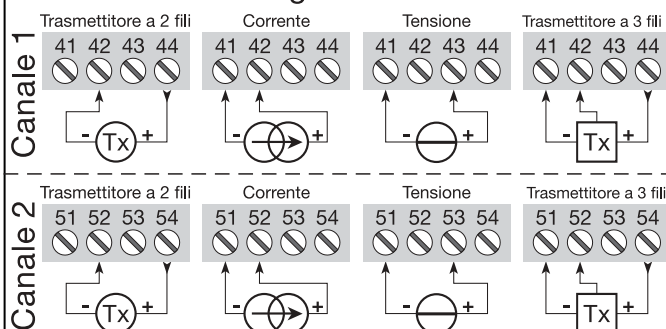 Canale 1
Trasmettitore a 2 fili Corrente Tensione Trasmettitore a 3 fili
41 42 43 44 41 42 43 44 41 42 43 44 41 42 43 44
- Tx + - + - + - Tx +
Canale 2
Trasmettitore a 2 fili Corrente Tensione Trasmettitore a 3 fili
51 52 53 54 51 52 53 54 51 52 53 54 51 52 53 54
- Tx + - + - + - Tx +